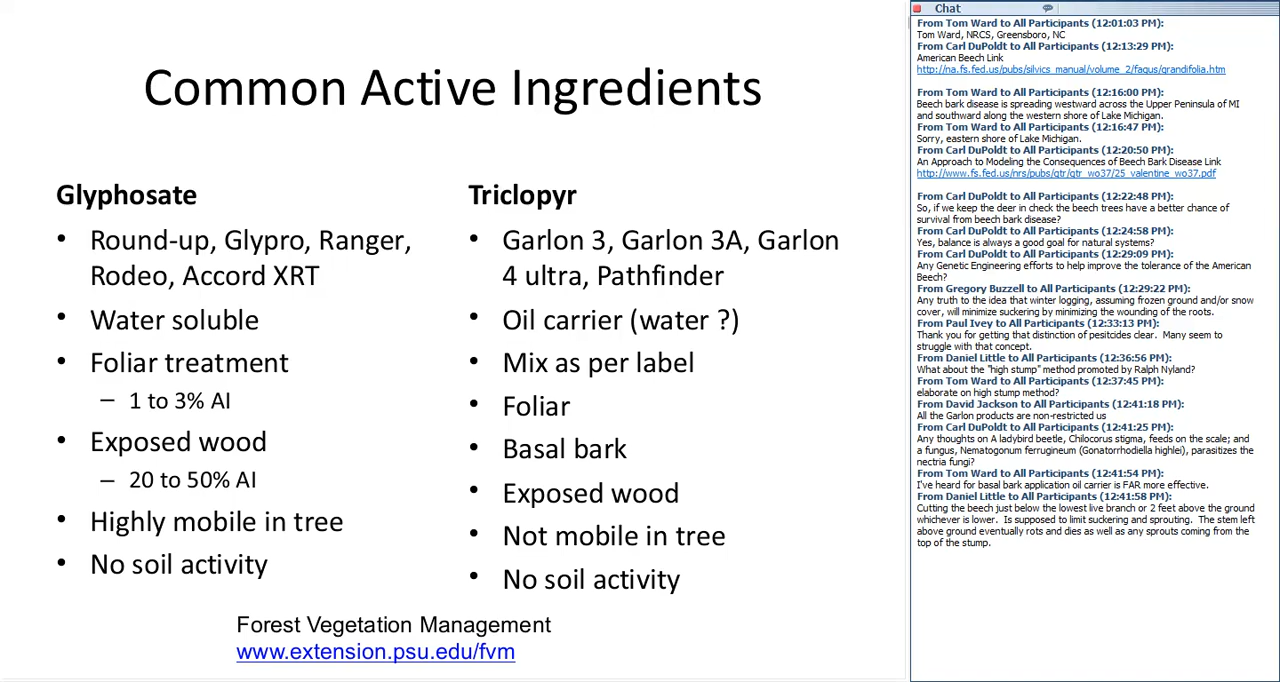 Common Active Ingredients
Glyphosate
• Round-up, Glypro, Ranger,
Rodeo, Accord XRT
• Water soluble
• Foliar treatment
– 1 to 3% AI
• Exposed wood
– 20 to 50% AI
• Highly mobile in tree
• No soil activity
Triclopyr
• Garlon 3, Garlon 3A, Garlon
4 ultra, Pathfinder
• Oil carrier (water ?)
• Mix as per label
• Foliar
• Basal bark
• Exposed wood
• Not mobile in tree
• No soil activity
Forest Vegetation Management
www.extension.psu.edu/fvm
Chat
From Tom Ward to All Participants (12:01:03 PM):
Tom Ward, NRCS, Greensboro, NC
From Carl DuPoldt to All Participants (12:13:29 PM):
American Beech Link
http://na.fs.fed.us/pubs/silvics_manual/volume_2/fagus/grandifolia.htm
From Tom Ward to All Participants (12:16:00 PM):
Beech bark disease is spreading westward across the Upper Peninsula of MI
and southward along the western shore of Lake Michigan.
From Tom Ward to All Participants (12:16:47 PM):
Sorry, eastern shore of Lake Michigan.
From Carl DuPoldt to All Participants (12:20:50 PM):
An Approach to Modeling the Consequences of Beech Bark Disease Link
http://www.fs.fed.us/nrs/pubs/gtr/gtr_wo37/25_valentine_wo37.pdf
From Carl DuPoldt to All Participants (12:22:48 PM):
So, if we keep the deer in check the beech trees have a better chance of
survival from beech bark disease?
From Carl DuPoldt to All Participants (12:24:58 PM):
Yes, balance is always a good goal for natural systems?
From Carl DuPoldt to All Participants (12:29:09 PM):
Any Genetic Engineering efforts to help improve the tolerance of the American
Beech?
From Gregory Buzzell to All Participants (12:29:22 PM):
Any truth to the idea that winter logging, assuming frozen ground and/or snow
cover, will minimize suckering by minimizing the wounding of the roots.
From Paul Ivey to All Participants (12:33:13 PM):
Thank you for getting that distinction of pesitcides clear. Many seem to
struggle with that concept.
From Daniel Little to All Participants (12:36:56 PM):
What about the "high stump" method promoted by Ralph Nyland?
From Tom Ward to All Participants (12:37:45 PM):
elaborate on high stump method?
From David Jackson to All Participants (12:41:18 PM):
All the Garlon products are non-restricted us
From Carl DuPoldt to All Participants (12:41:25 PM):
Any thoughts on A ladybird beetle, Chilocorus stigma, feeds on the scale; and
a fungus, Nematogonum ferrugineum (Gonatorrhodiella highlei), parasitizes the
nectria fungi?
From Tom Ward to All Participants (12:41:54 PM):
I've heard for basal bark application oil carrier is FAR more effective.
From Daniel Little to All Participants (12:41:58 PM):
Cutting the beech just below the lowest live branch or 2 feet above the ground
whichever is lower. Is supposed to limit suckering and sprouting. The stem left
above ground eventually rots and dies as well as any sprouts coming from the
top of the stump.